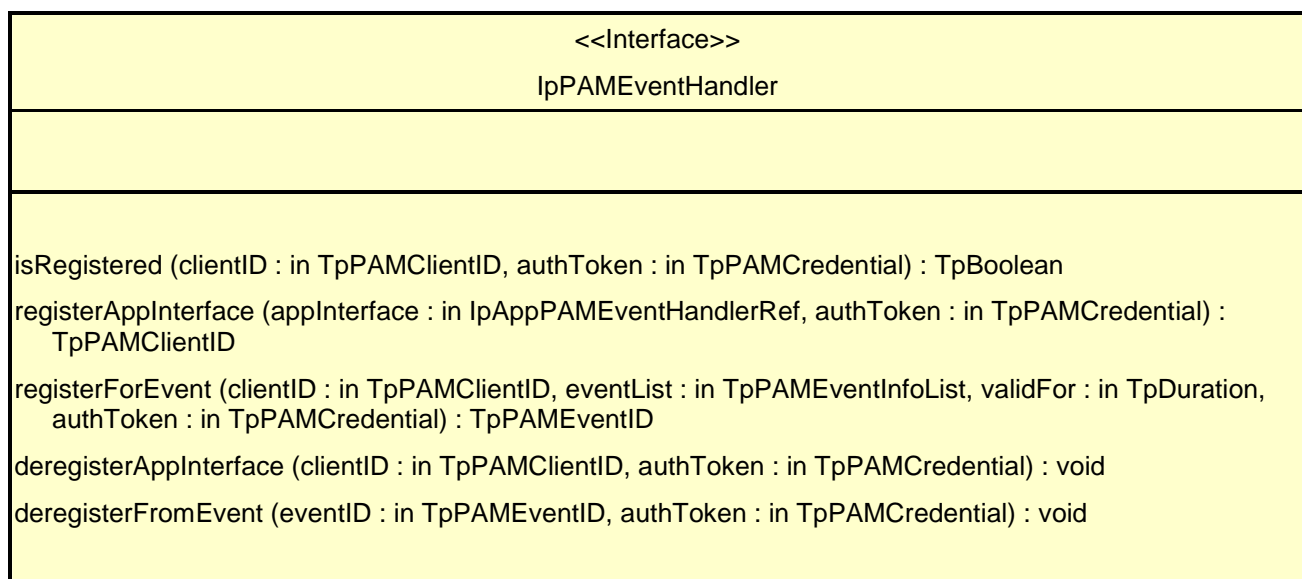 <<Interface>>
IpPAMEventHandler
isRegistered (clientID : in TpPAMClientID, authToken : in TpPAMCredential) : TpBoolean
registerAppInterface (appInterface : in IpAppPAMEventHandlerRef, authToken : in TpPAMCredential) :
TpPAMClientID
registerForEvent (clientID : in TpPAMClientID, eventList : in TpPAMEventInfoList, validFor : in TpDuration,
authToken : in TpPAMCredential) : TpPAMEventID
deregisterAppInterface (clientID : in TpPAMClientID, authToken : in TpPAMCredential) : void
deregisterFromEvent (eventID : in TpPAMEventID, authToken : in TpPAMCredential) : void